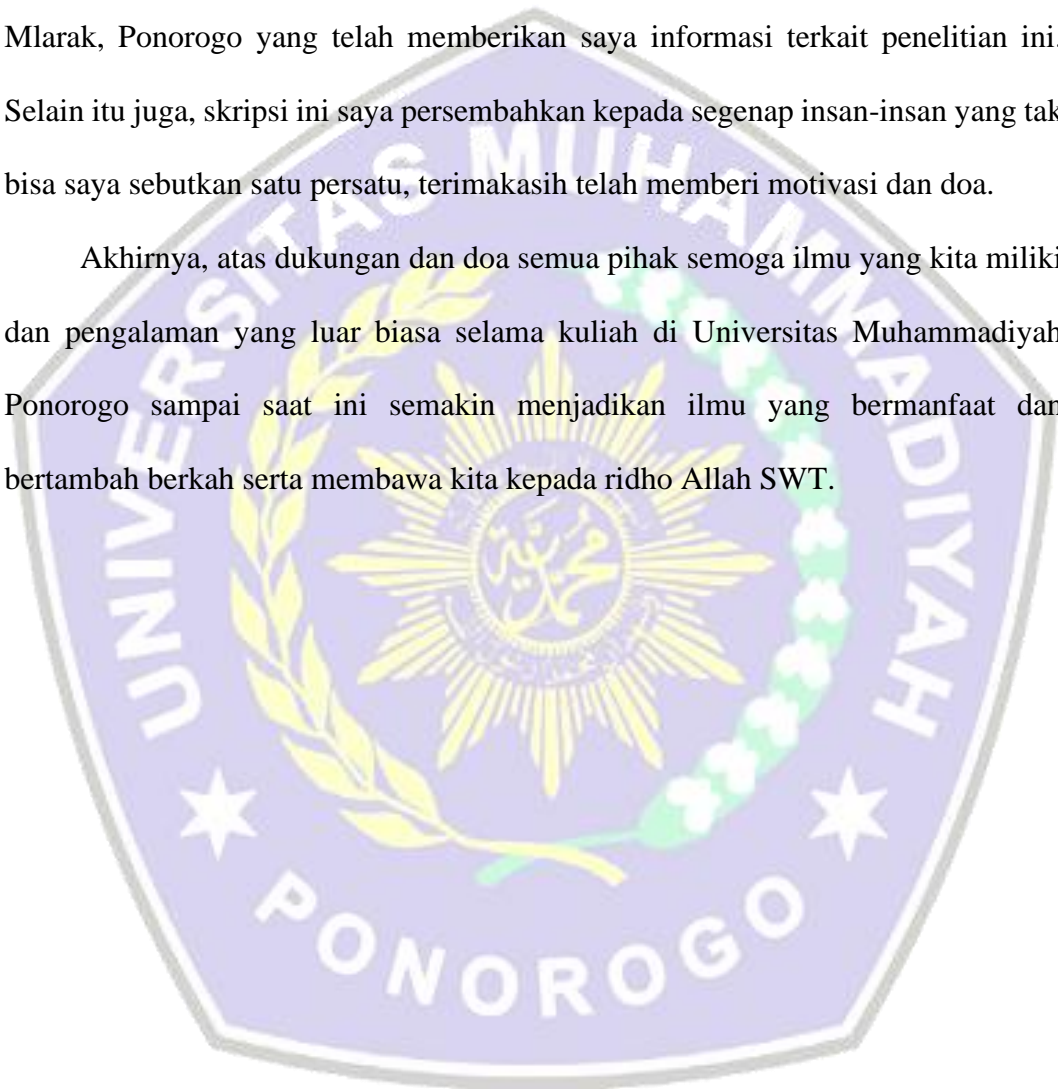 Mlarak, Ponorogo yang telah memberikan saya informasi terkait penelitian ini.
Selain itu juga, skripsi ini saya persembahkan kepada segenap insan-insan yang tak
bisa saya sebutkan satu persatu, terimakasih telah memberi motivasi dan doa.
Akhirnya, atas dukungan dan doa semua pihak semoga ilmu yang kita miliki
dan pengalaman yang luar biasa selama kuliah di Universitas Muhammadiyah
Ponorogo sampai saat ini semakin menjadikan ilmu yang bermanfaat dan
bertambah berkah serta membawa kita kepada ridho Allah SWT.
UNIVERSITAS MUHAMMADIYAH
محمدية
PONOROGO